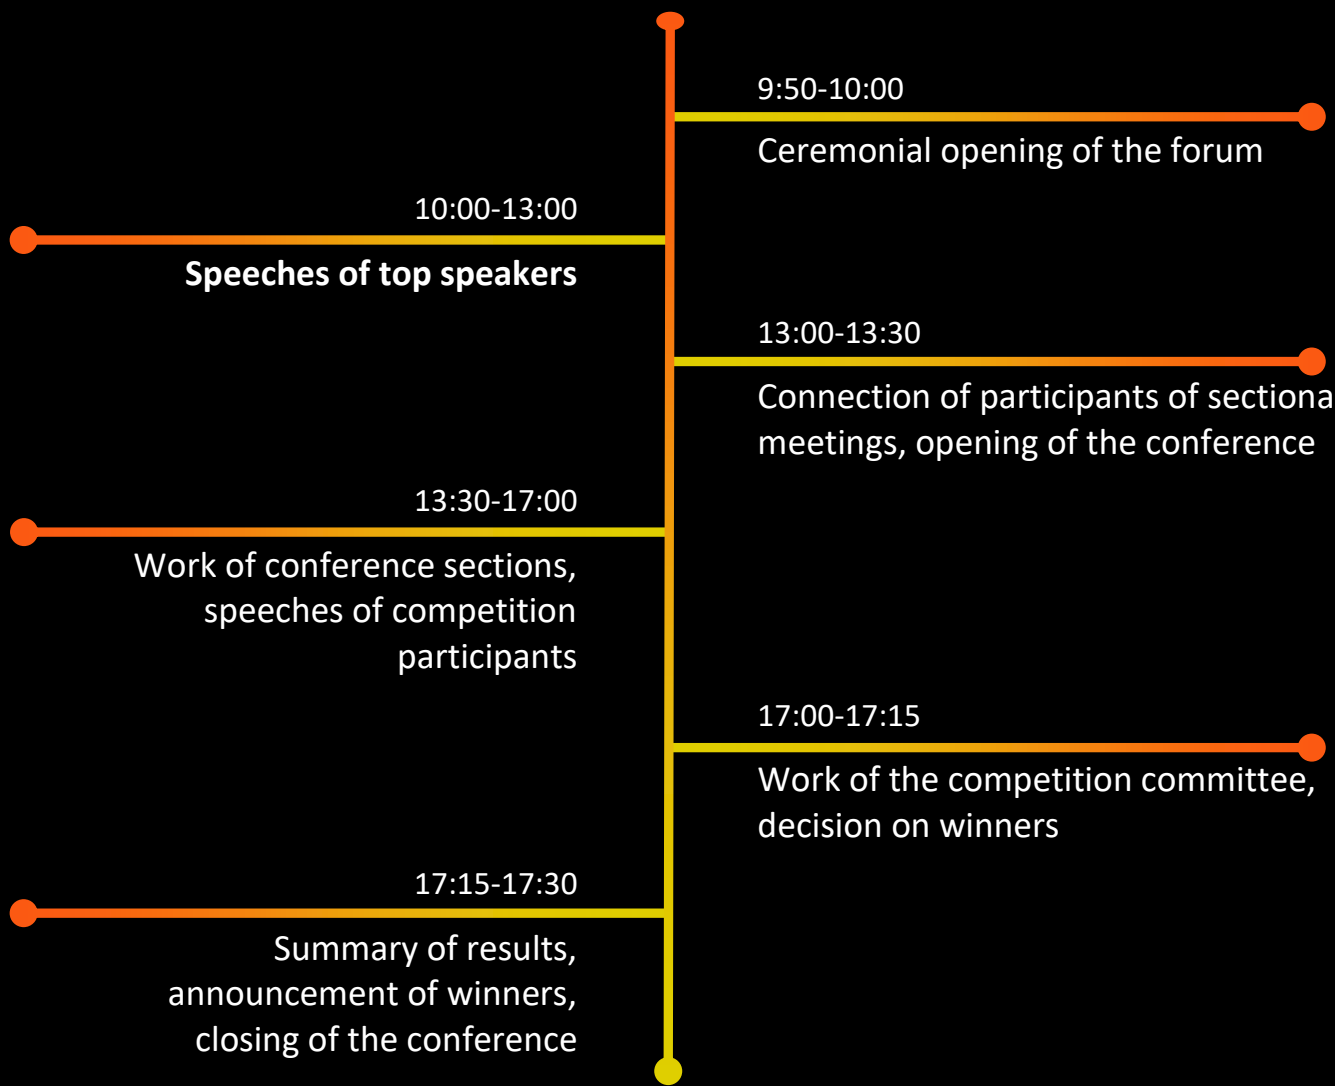 9:50-10:00
Ceremonial opening of the forum
10:00-13:00
Speeches of top speakers
13:00-13:30
Connection of participants of sectiona
meetings, opening of the conference
13:30-17:00
Work of conference sections,
speeches of competition
participants
17:00-17:15
Work of the competition committee,
decision on winners
17:15-17:30
Summary of results,
announcement of winners,
closing of the conference